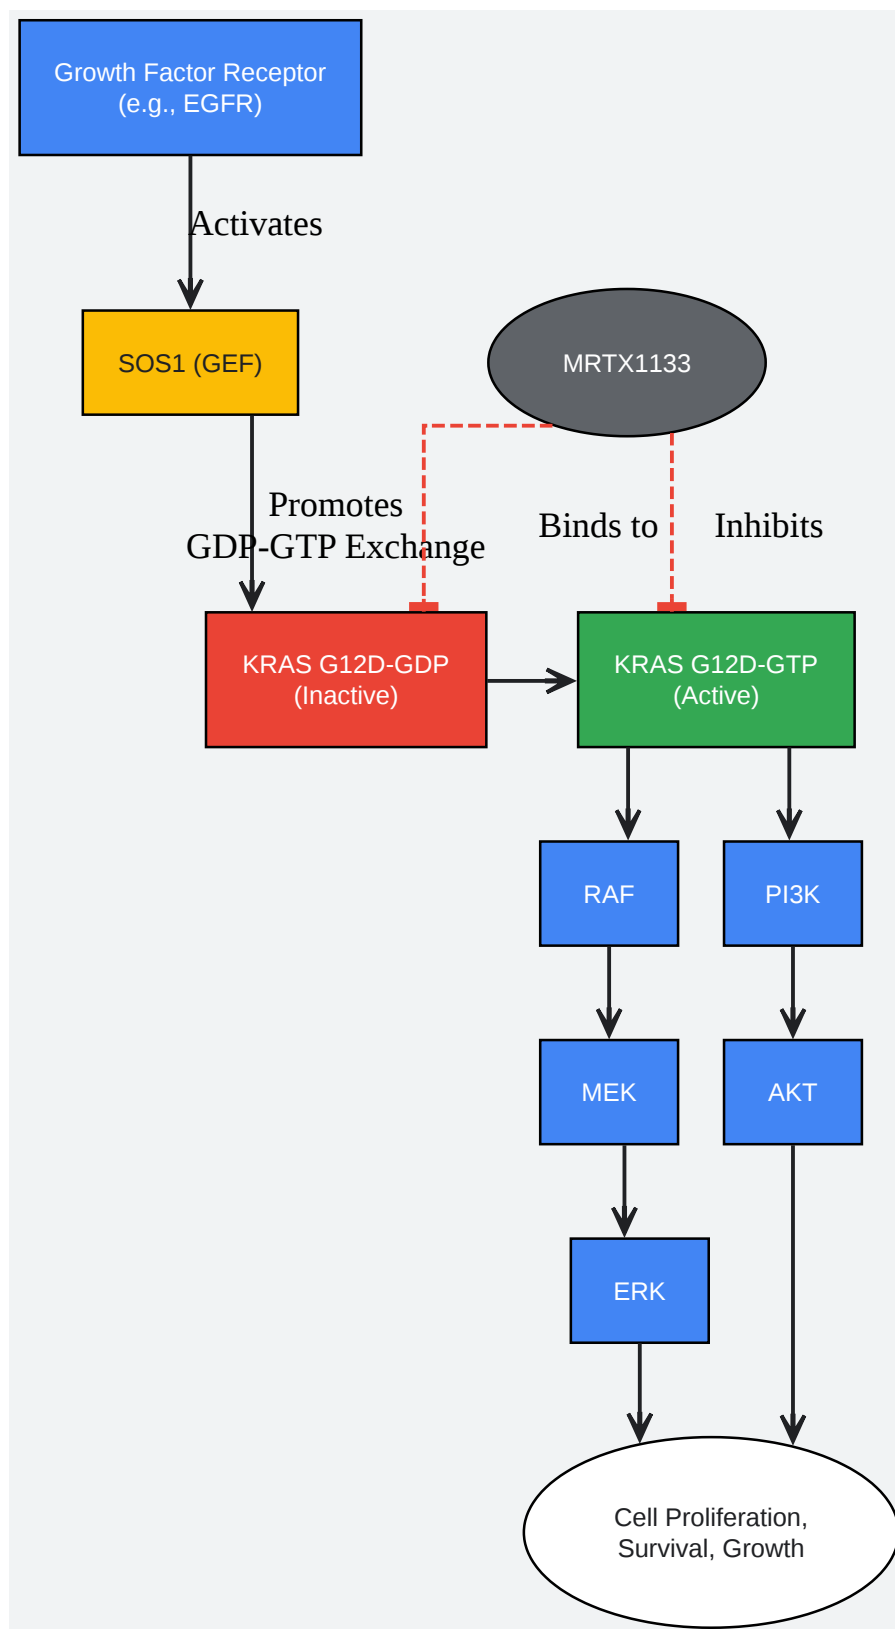 Growth Factor Receptor
(e.g., EGFR)
Activates
SOS1 (GEF)
MRTX1133
Promotes
GDP-GTP Exchange
Binds to
Inhibits
KRAS G12D-GDP
(Inactive)
KRAS G12D-GTP
(Active)
RAF
PI3K
MEK
AKT
ERK
Cell Proliferation,
Survival, Growth